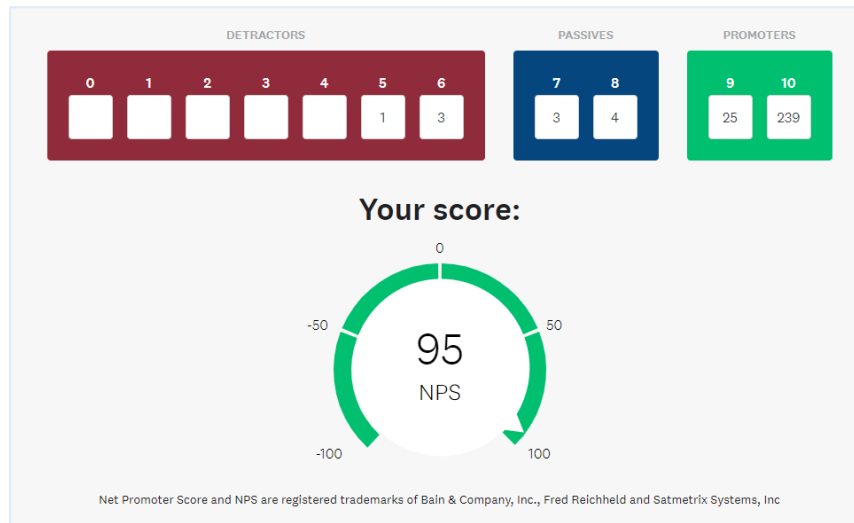 DETRACTORS PASSIVES PROMOTERS
0 1 2 3 4 5 6 7 8 9 10
1 3 3 4 25 239
Your score:
0
-50 50
95
NPS
-100 100
Net Promoter Score and NPS are registered trademarks of Bain & Company, Inc., Fred Reichheld and Satmetrix Systems, Inc